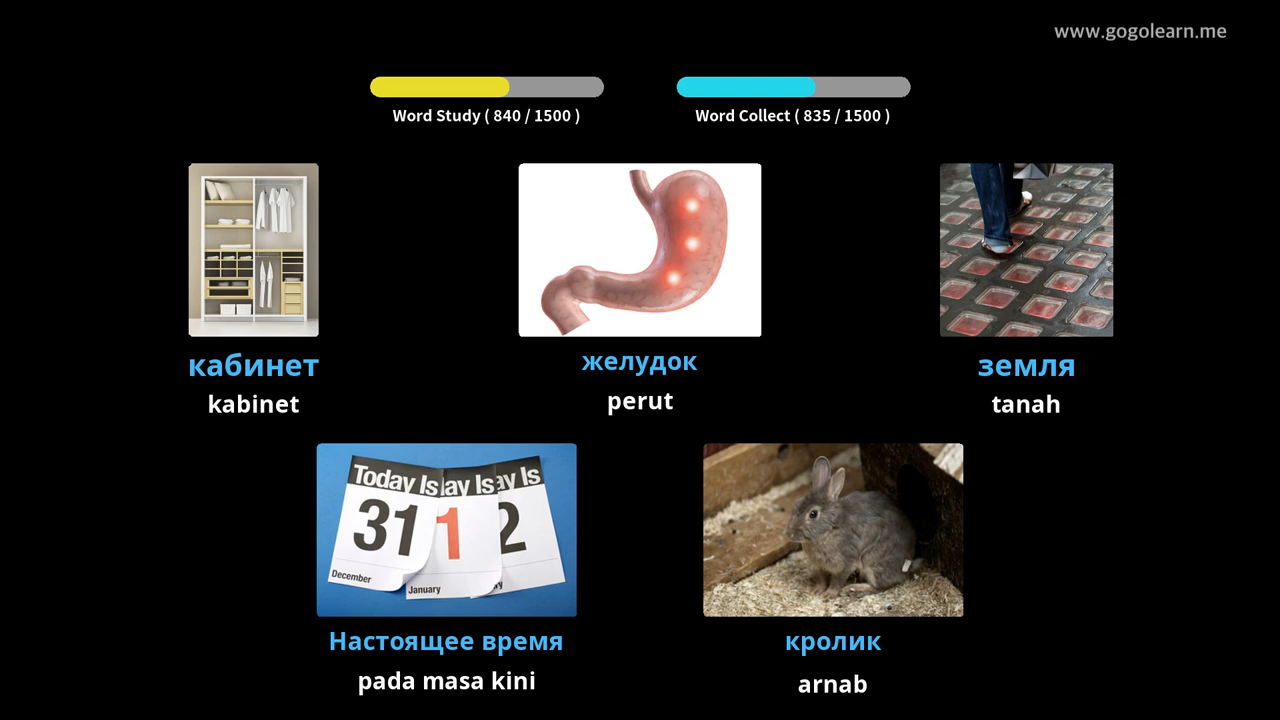 www.gogolearn.me
Word Study ( 840 / 1500 )
Word Collect ( 835 / 1500 )
кабинет
kabinet
желудок
perut
земля
tanah
Today Is
ay Is
ay Is
31
1
2
December
January
Настоящее время
pada masa kini
кролик
arnab